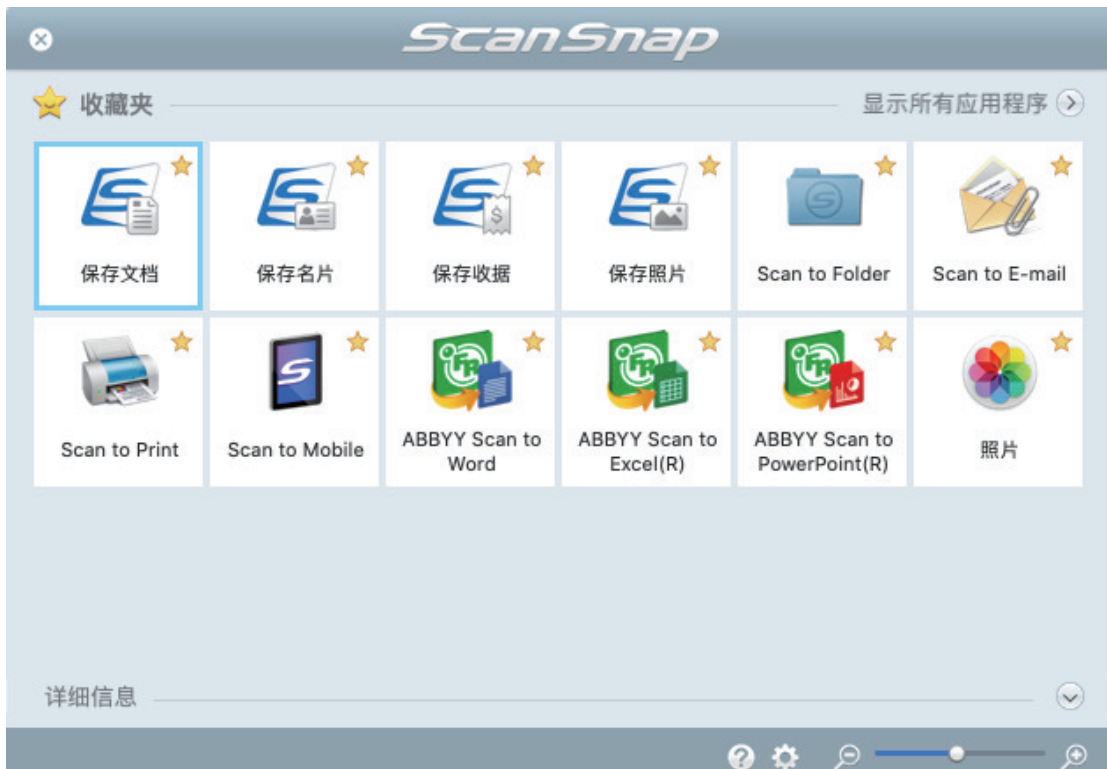 ScanSnap
收藏夹
显示所有应用程序
保存文档
保存名片
保存收据
保存照片
Scan to Folder
Scan to E-mail
Scan to Print
Scan to Mobile
ABBYY Scan to
Word
ABBYY Scan to
Excel(R)
ABBYY Scan to
PowerPoint(R)
照片
详细信息